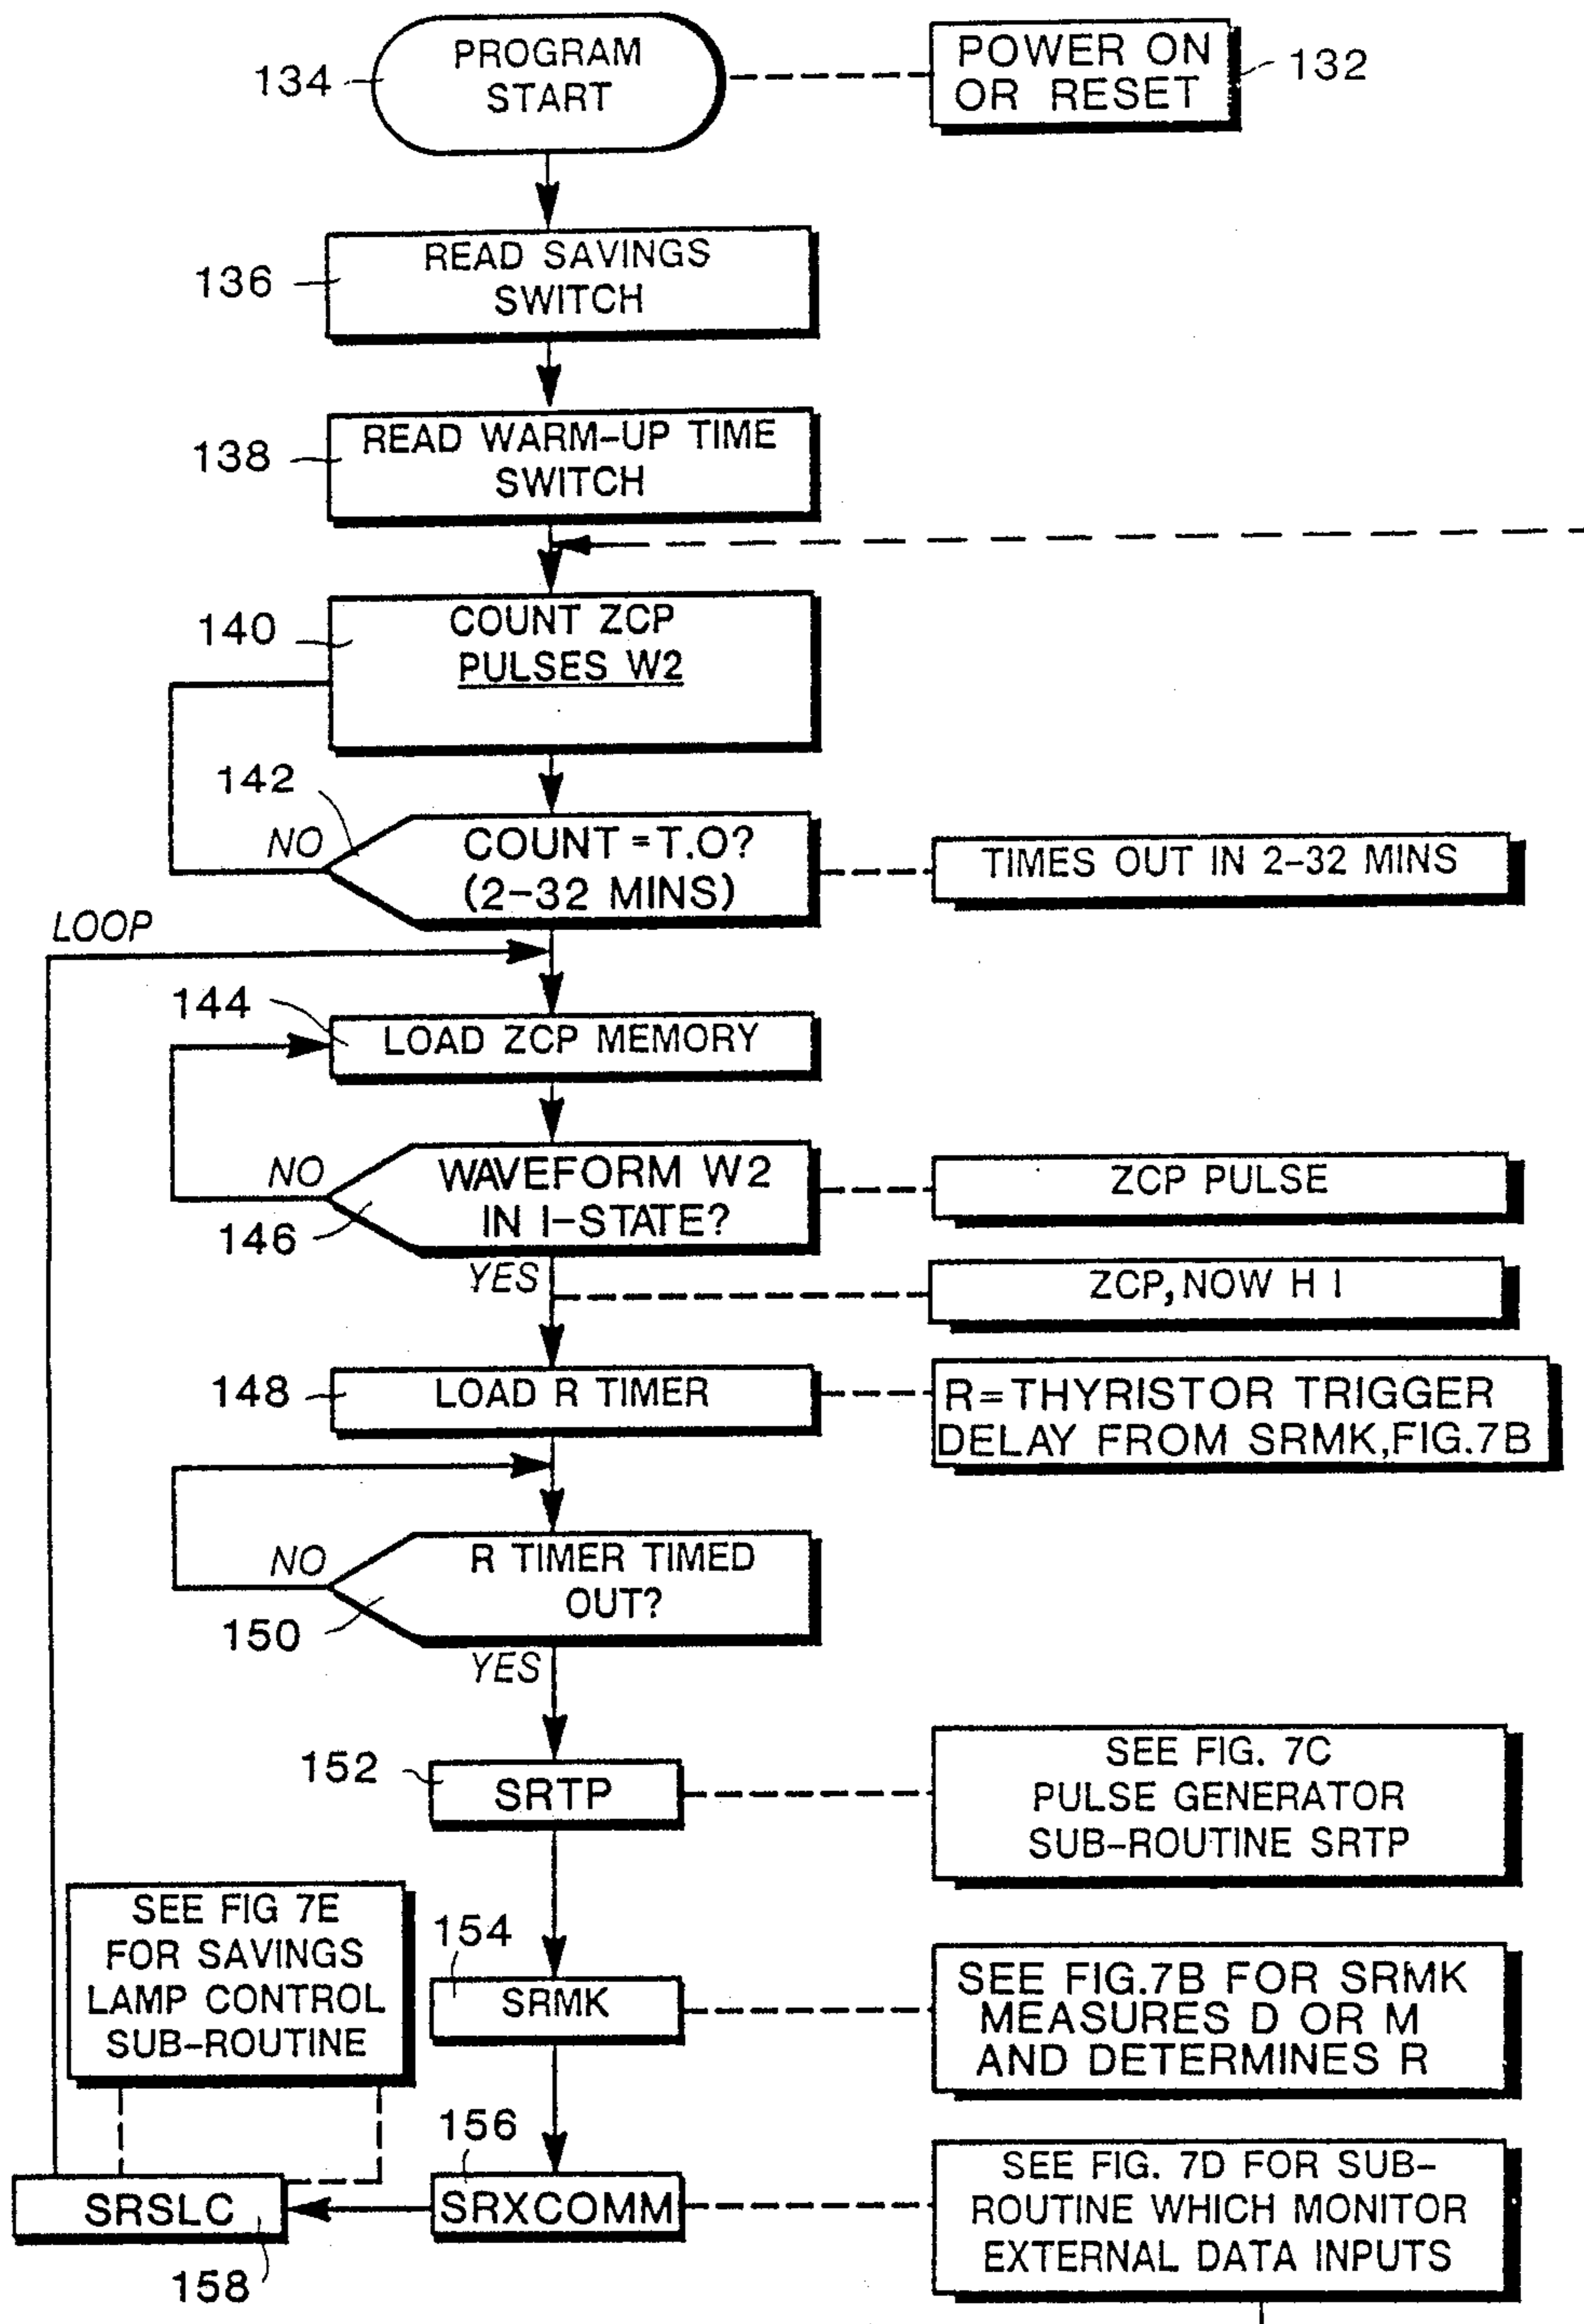 PROGRAM
START
134
POWER ON
OR RESET
132
READ SAVINGS
SWITCH
136
READ WARM-UP TIME
SWITCH
138
COUNT ZCP
PULSES W2
140
142
NO
COUNT = T.O?
(2-32 MINS)
TIMES OUT IN 2-32 MINS
LOOP
144
LOAD ZCP MEMORY
NO
WAVEFORM W2
IN I-STATE?
146
ZCP PULSE
YES
ZCP, NOW H I
148
LOAD R TIMER
R=THYRISTOR TRIGGER
DELAY FROM SRMK, FIG.7B
NO
R TIMER TIMED
OUT?
150
YES
152
SRTP
SEE FIG. 7C
PULSE GENERATOR
SUB-ROUTINE SRTP
SEE FIG 7E
FOR SAVINGS
LAMP CONTROL
SUB-ROUTINE
154
SRMK
SEE FIG.7B FOR SRMK
MEASURES D OR M
AND DETERMINES R
156
SRXCOMM
SEE FIG. 7D FOR SUB-
ROUTINE WHICH MONITOR
EXTERNAL DATA INPUTS
SRSLC
158